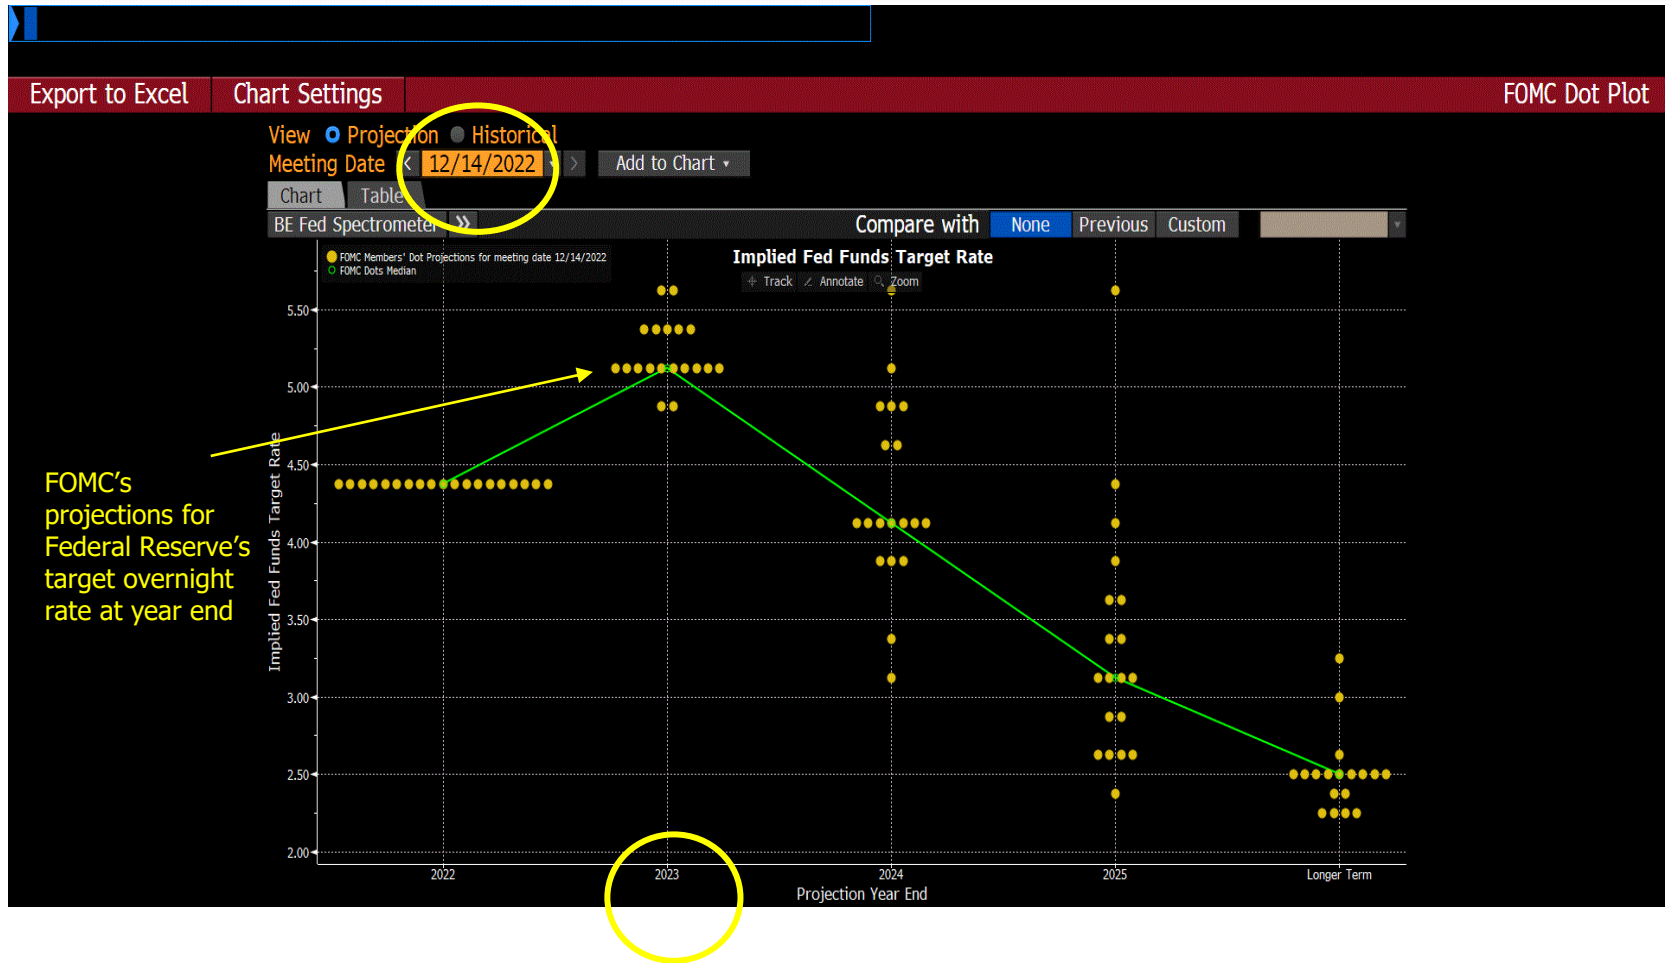 Export to Excel
Chart Settings
FOMC Dot Plot
View Projection Historical
Meeting Date < 12/14/2022 > Add to Chart
Chart Table
BE Fed Spectrometer » Compare with None Previous Custom
FOMC Members' Dot Projections for meeting date 12/14/2022
FOMC Dots Median
Implied Fed Funds Target Rate
Track Annotate Zoom
5.50
5.00
4.50
4.00
3.50
3.00
2.50
2.00
Implied Fed Funds Target Rate
FOMC’s
projections for
Federal Reserve’s
target overnight
rate at year end
2022 2023 2024 2025 Longer Term
Projection Year End